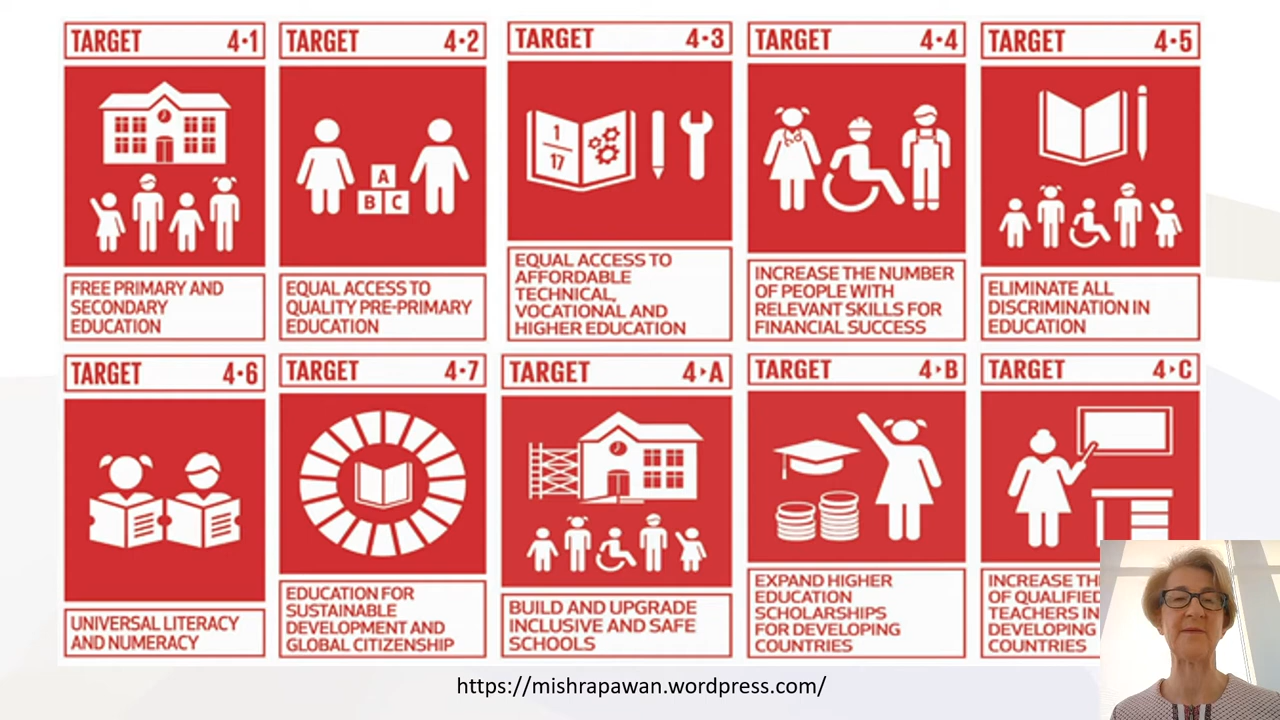 TARGET 4·1
FREE PRIMARY AND
SECONDARY
EDUCATION
TARGET 4·2
A
B C
EQUAL ACCESS TO
QUALITY PRE-PRIMARY
EDUCATION
TARGET 4·3
1
17
EQUAL ACCESS TO
AFFORDABLE
TECHNICAL,
VOCATIONAL AND
HIGHER EDUCATION
TARGET 4·4
INCREASE THE NUMBER
OF PEOPLE WITH
RELEVANT SKILLS FOR
FINANCIAL SUCCESS
TARGET 4·5
ELIMINATE ALL
DISCRIMINATION IN
EDUCATION
TARGET 4·6
UNIVERSAL LITERACY
AND NUMERACY
TARGET 4·7
EDUCATION FOR
SUSTAINABLE
DEVELOPMENT AND
GLOBAL CITIZENSHIP
TARGET 4‣A
BUILD AND UPGRADE
INCLUSIVE AND SAFE
SCHOOLS
TARGET 4‣B
EXPAND HIGHER
EDUCATION
SCHOLARSHIPS
FOR DEVELOPING
COUNTRIES
TARGET 4‣C
INCREASE
OF QUALIFIED
TEACHERS IN
DEVELOPING
COUNTRIES
https://mishrapawan.wordpress.com/